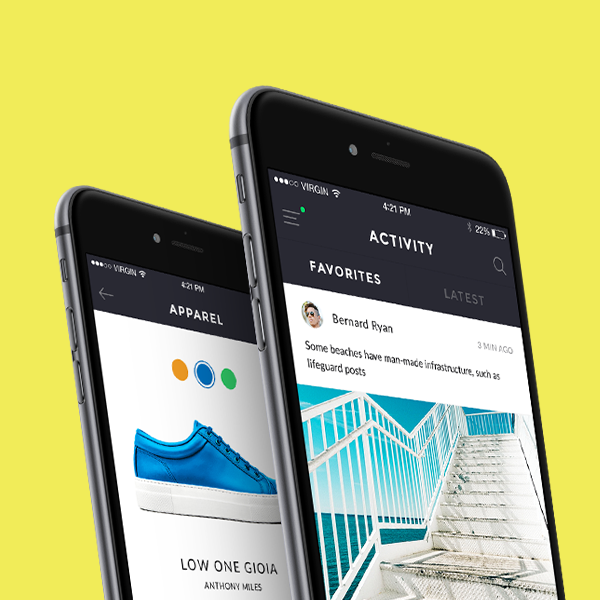 VIRGIN
4:21 PM
22%
ACTIVITY
FAVORITES
LATEST
Bernard Ryan
3 MIN AGO
Some beaches have man-made infrastructure, such as
lifeguard posts
VIRGIN
4:21 PM
APPAREL
LOW ONE GIOIA
ANTHONY MILES